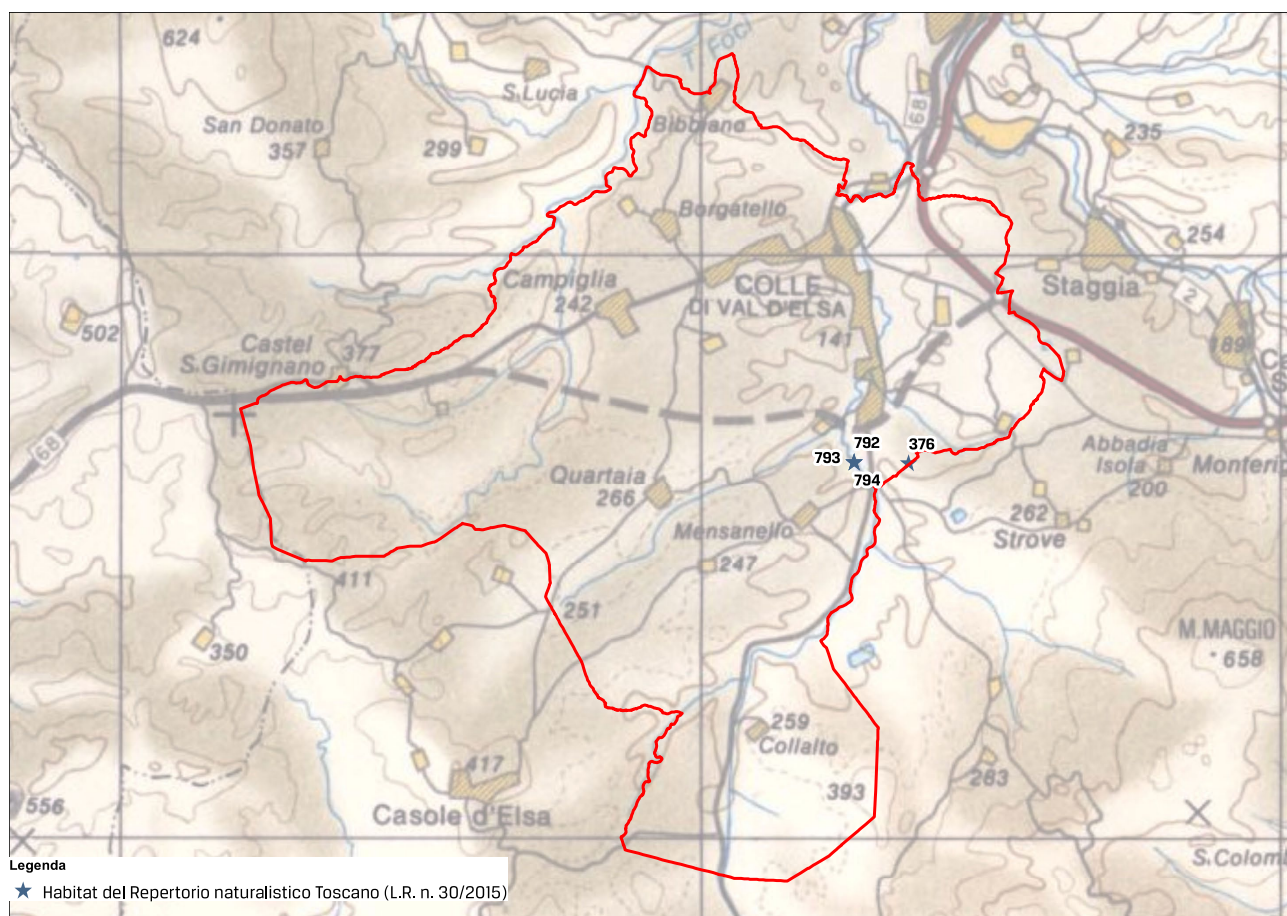 624
T. Foci
S.Lucia
68
San Donato
357
299
Bibbiano
235
Borgatello
254
Campiglia
242
COLLE
DI VAL D'ELSA
141
Staggia
2
502
Castel
S.Gimignano
377
189
68
792
376
793
794
Abbadia
Isola
200
Monteri
Quartaia
266
Mensanello
262
Strove
247
411
251
350
M.MAGGIO
658
259
Collalto
417
283
393
556
Casole d'Elsa
S.Colom
Legenda
Habitat del Repertorio naturalistico Toscano (L.R. n. 30/2015)